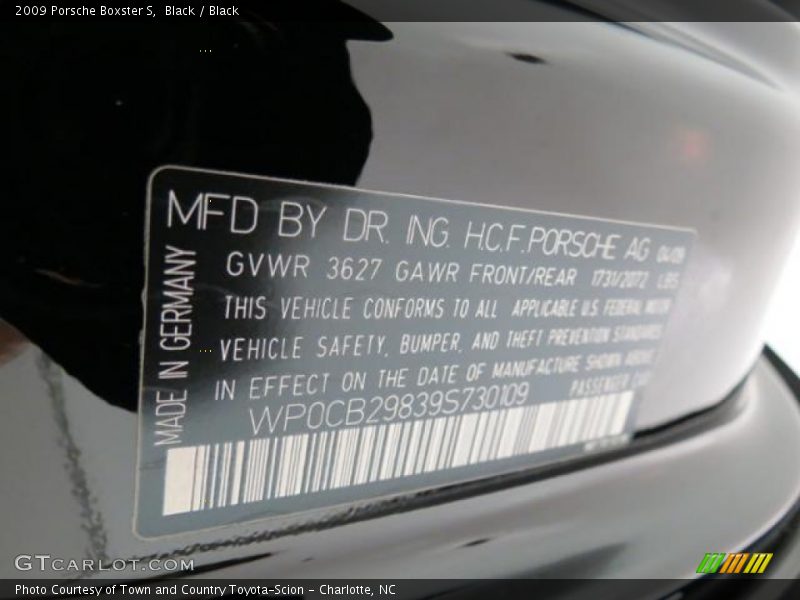 2009 Porsche Boxster S, Black / Black
MFD BY DR. ING. H.C.F. PORSCHE AG 04/09
GVWR 3627 GAWR FRONT/REAR 1731/2072 LBS
THIS VEHICLE CONFORMS TO ALL APPLICABLE U.S. FEDERAL MOTOR
VEHICLE SAFETY, BUMPER, AND THEFT PREVENTION STANDARDS
IN EFFECT ON THE DATE OF MANUFACTURE SHOWN ABOVE
PASSENGER CAR
WP0CB29839S730109
MADE IN GERMANY
GTCARLOT.COM
Photo Courtesy of Town and Country Toyota-Scion - Charlotte, NC